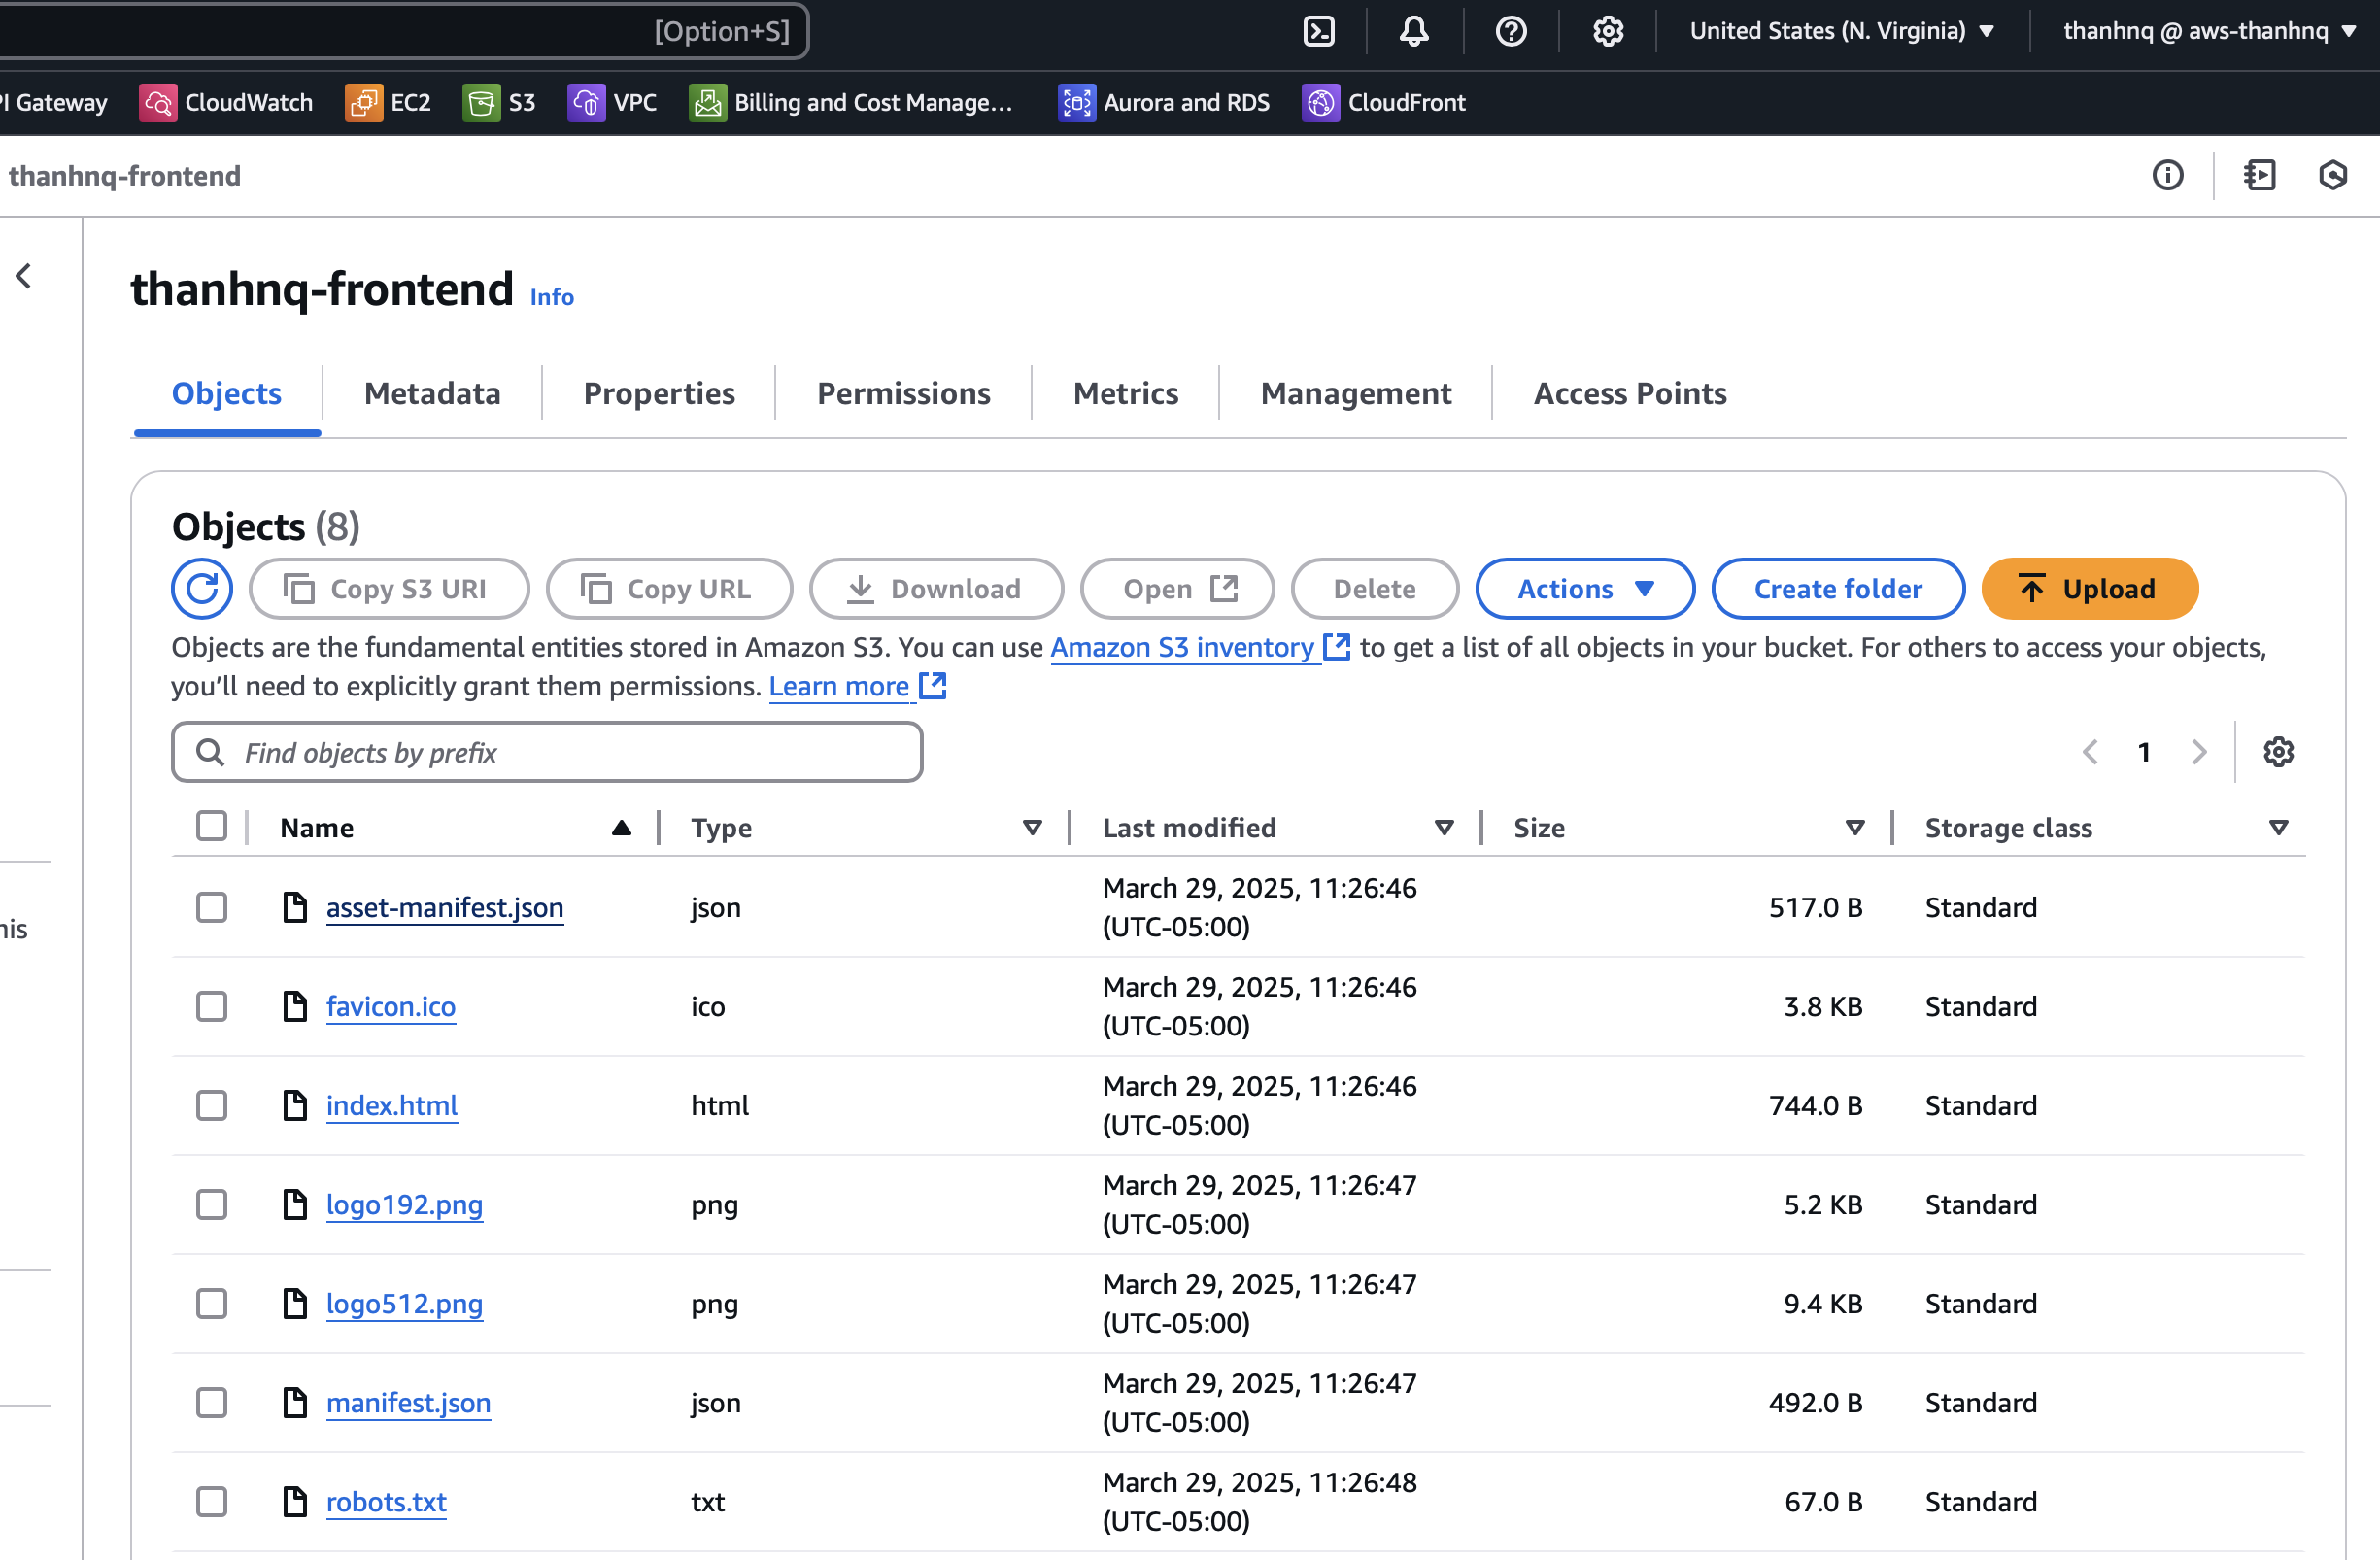 [Option+S]
United States (N. Virginia)
thanhnq @ aws-thanhnq
Gateway
CloudWatch
EC2
S3
VPC
Billing and Cost Manage...
Aurora and RDS
CloudFront
thanhnq-frontend
thanhnq-frontend Info
Objects
Metadata
Properties
Permissions
Metrics
Management
Access Points
Objects (8)
Copy S3 URI
Copy URL
Download
Open
Delete
Actions
Create folder
Upload
Objects are the fundamental entities stored in Amazon S3. You can use Amazon S3 inventory to get a list of all objects in your bucket. For others to access your objects,
you’ll need to explicitly grant them permissions. Learn more
Find objects by prefix
1
Name
Type
Last modified
Size
Storage class
asset-manifest.json
json
March 29, 2025, 11:26:46
(UTC-05:00)
517.0 B
Standard
favicon.ico
ico
March 29, 2025, 11:26:46
(UTC-05:00)
3.8 KB
Standard
index.html
html
March 29, 2025, 11:26:46
(UTC-05:00)
744.0 B
Standard
logo192.png
png
March 29, 2025, 11:26:47
(UTC-05:00)
5.2 KB
Standard
logo512.png
png
March 29, 2025, 11:26:47
(UTC-05:00)
9.4 KB
Standard
manifest.json
json
March 29, 2025, 11:26:47
(UTC-05:00)
492.0 B
Standard
robots.txt
txt
March 29, 2025, 11:26:48
(UTC-05:00)
67.0 B
Standard